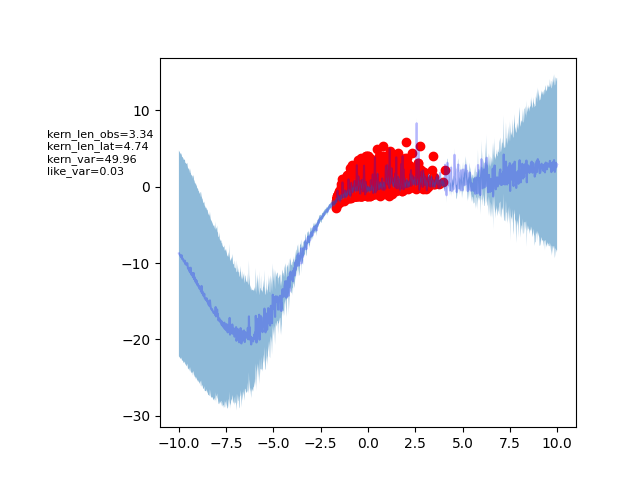 kern_len_obs=3.34
kern_len_lat=4.74
kern_var=49.96
like_var=0.03
10
0
−10
−20
−30
−10.0 −7.5 −5.0 −2.5 0.0 2.5 5.0 7.5 10.0